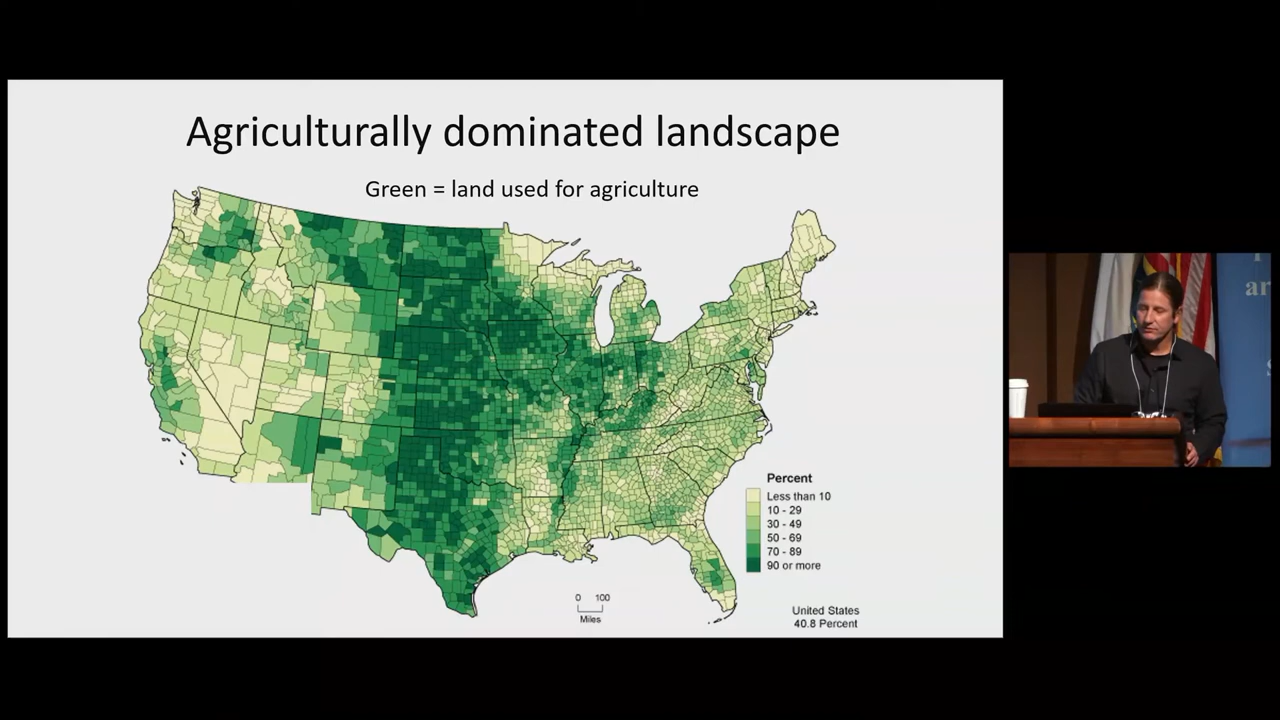 Agriculturally dominated landscape
Green = land used for agriculture
Percent
Less than 10
10 - 29
30 - 49
50 - 69
70 - 89
90 or more
0 100
Miles
United States
40.8 Percent
ar